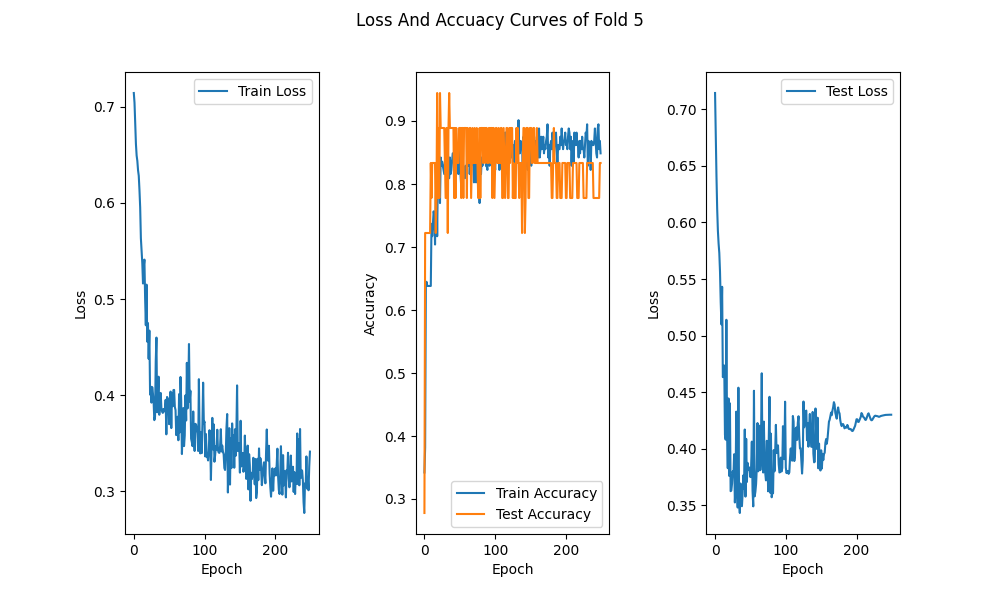 Loss And Accuacy Curves of Fold 5
Train Loss
0.7
0.6
0.5
0.4
0.3
Loss
0
100
200
Epoch
0.9
0.8
0.7
0.6
0.5
0.4
0.3
Accuracy
Train Accuracy
Test Accuracy
0
100
200
Epoch
Test Loss
0.70
0.65
0.60
0.55
0.50
0.45
0.40
0.35
Loss
0
100
200
Epoch